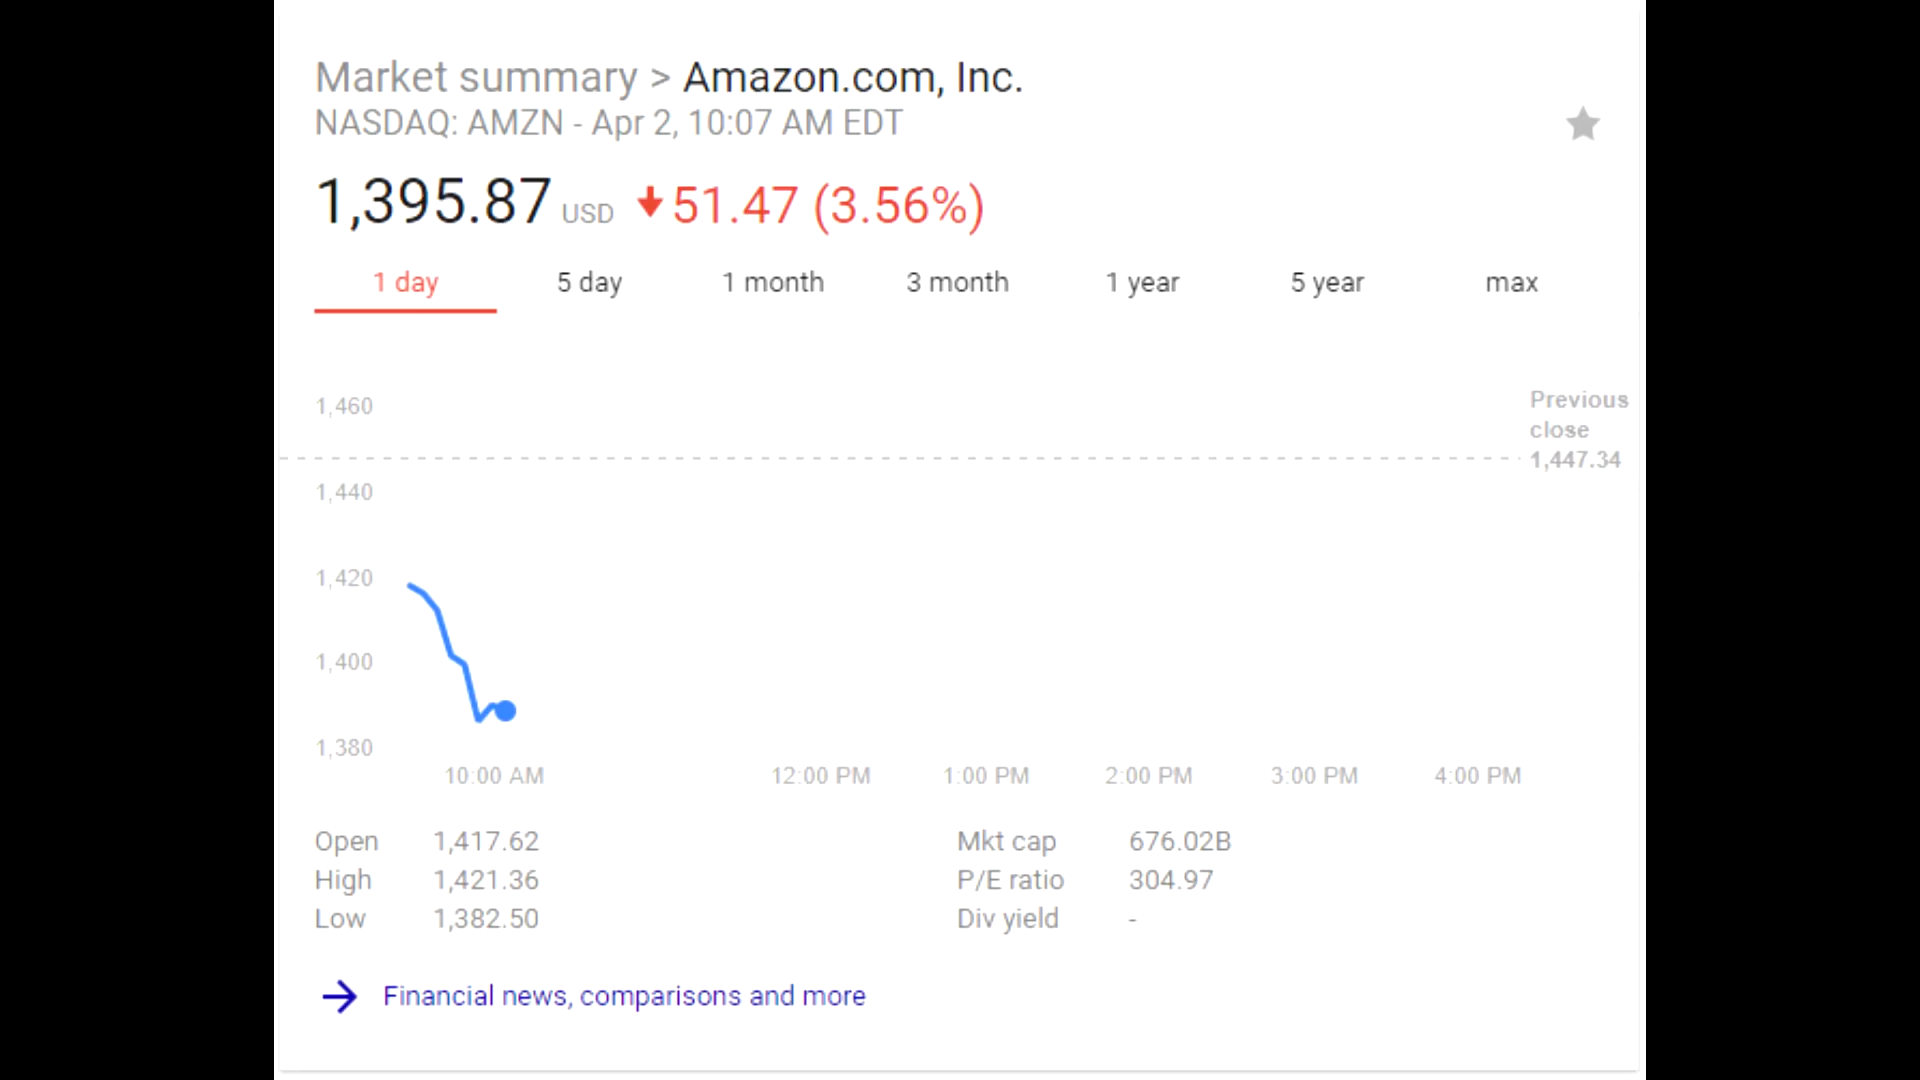 Market summary > Amazon.com, Inc.
NASDAQ: AMZN - Apr 2, 10:07 AM EDT
1,395.87 USD 51.47 (3.56%)
1 day 5 day 1 month 3 month 1 year 5 year max
1,460
Previous
close
1,447.34
1,440
1,420
1,400
1,380
10:00 AM 12:00 PM 1:00 PM 2:00 PM 3:00 PM 4:00 PM
Open 1,417.62 Mkt cap 676.02B
High 1,421.36 P/E ratio 304.97
Low 1,382.50 Div yield -
Financial news, comparisons and more